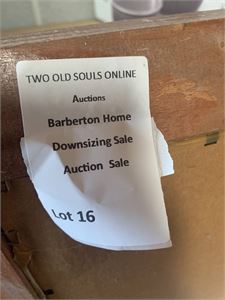 TWO OLD SOULS ONLINE
Auctions
Barberton Home
Downsizing Sale
Auction Sale
Lot 16